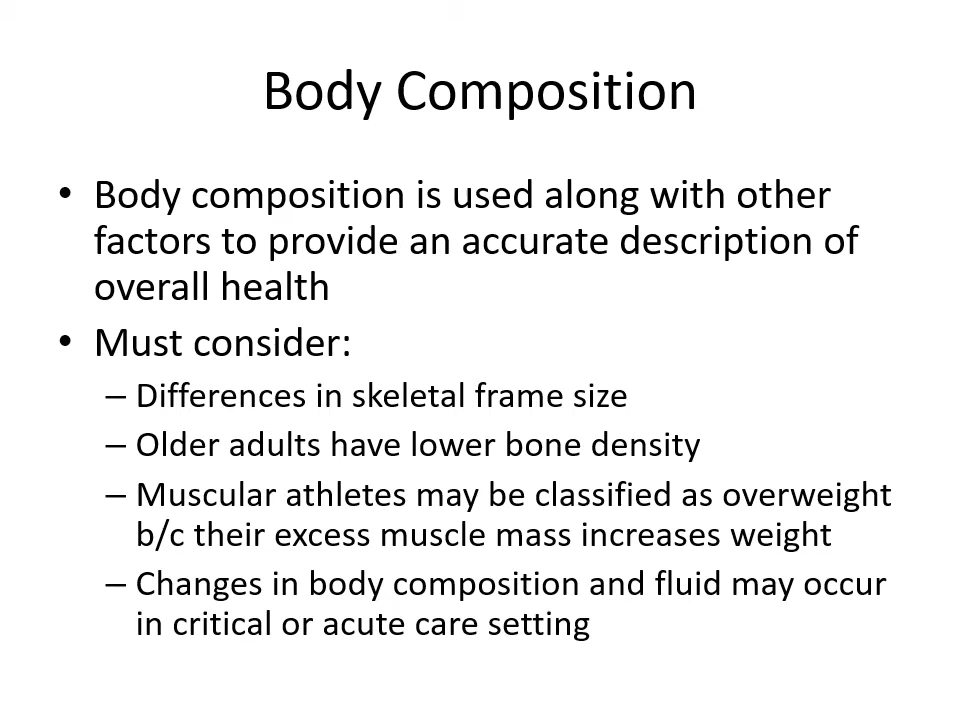 Body Composition
• Body composition is used along with other
factors to provide an accurate description of
overall health
• Must consider:
– Differences in skeletal frame size
– Older adults have lower bone density
– Muscular athletes may be classified as overweight
b/c their excess muscle mass increases weight
– Changes in body composition and fluid may occur
in critical or acute care setting